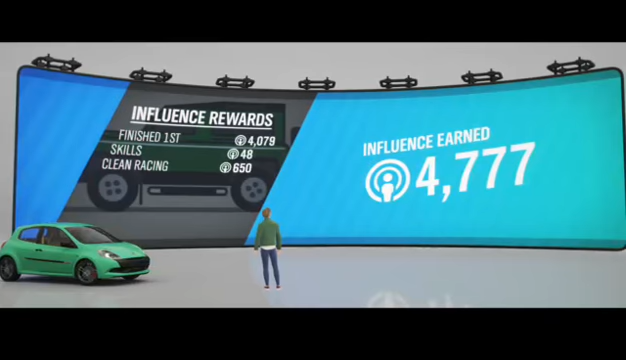 INFLUENCE REWARDS
FINISHED 1ST 4,079
SKILLS 48
CLEAN RACING 650
INFLUENCE EARNED
4,777